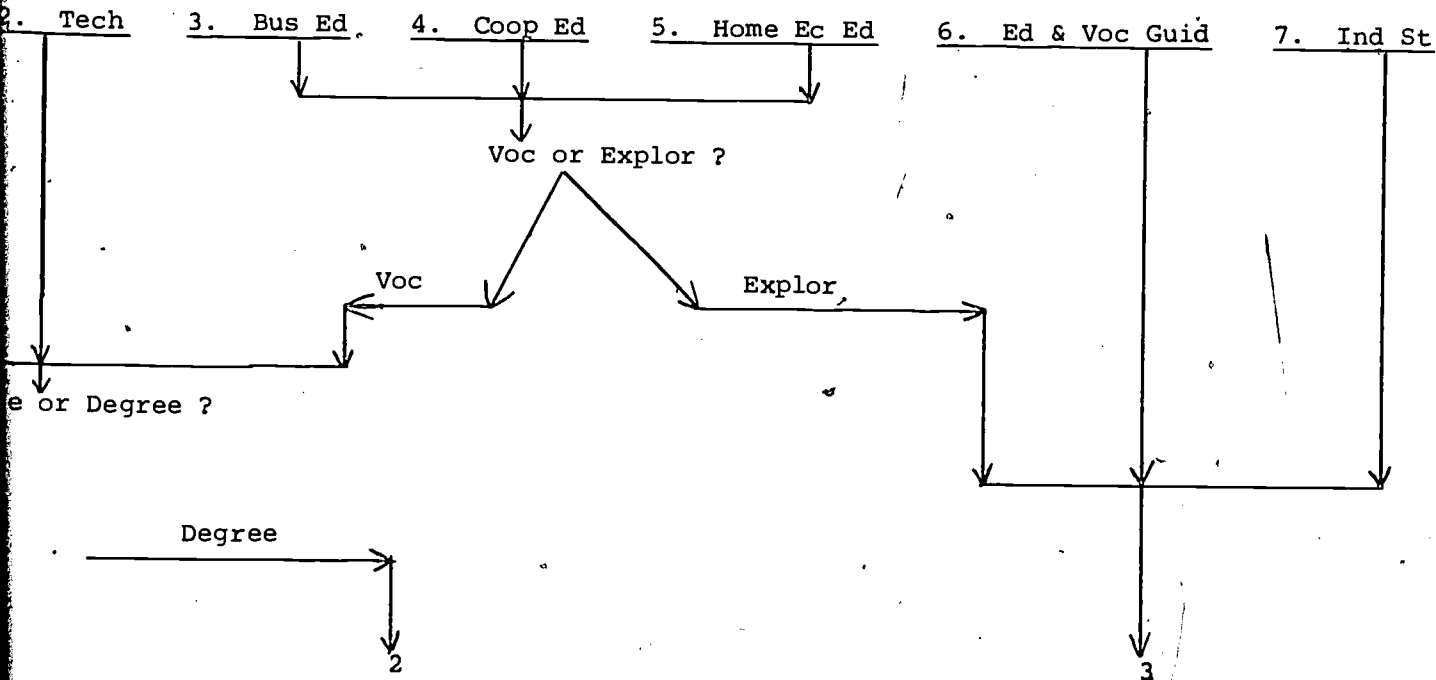 2. Tech 3. Bus Ed 4. Coop Ed 5. Home Ec Ed 6. Ed & Voc Guid 7. Ind St
Voc or Explor ?
Voc Explor
e or Degree ?
Degree
2 3